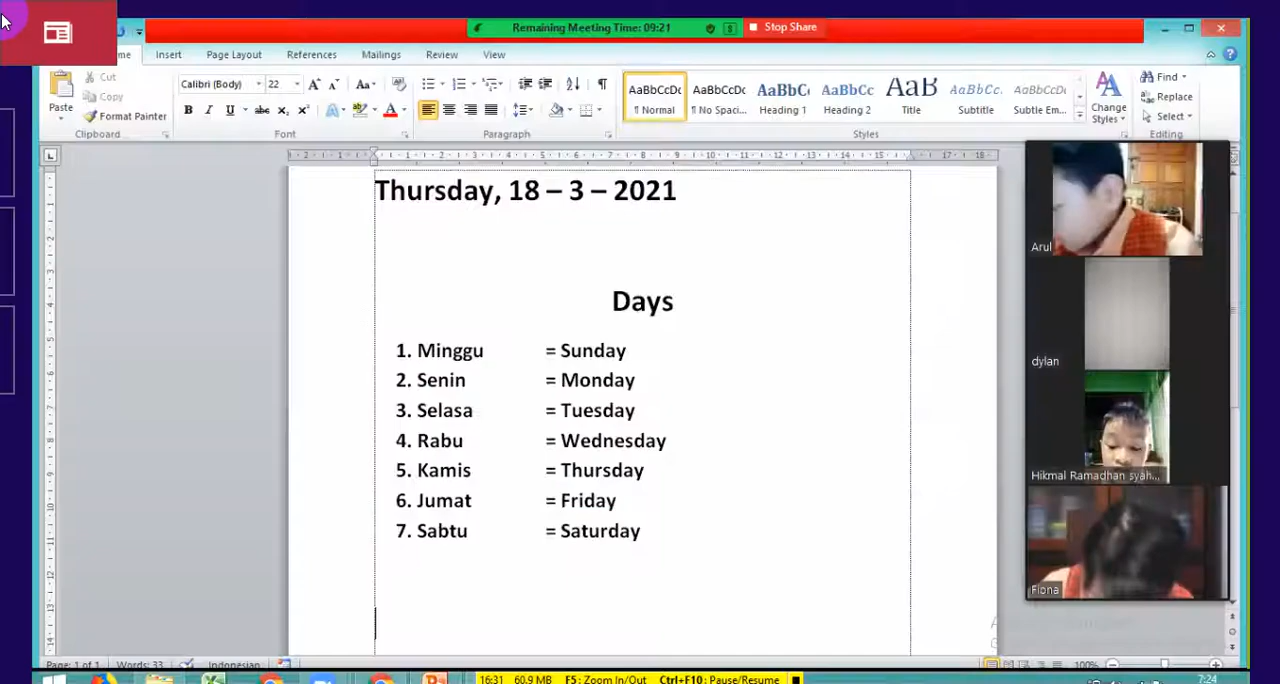 Remaining Meeting Time: 09:21
Stop Share
Insert Page Layout References Mailings Review View
Cut
Copy
Format Painter
Paste
Calibri (Body) 22
AaBbCcDc AaBbCcDc AaBbC AaBbCc AaB AaBbCc. AaBbCcDc
¶ Normal ¶ No Spaci... Heading 1 Heading 2 Title Subtitle Subtle Em...
Change Styles
Find
Replace
Select
Clipboard Font Paragraph Styles Editing
Thursday, 18 – 3 – 2021
Days
1. Minggu = Sunday
2. Senin = Monday
3. Selasa = Tuesday
4. Rabu = Wednesday
5. Kamis = Thursday
6. Jumat = Friday
7. Sabtu = Saturday
Arul
dylan
Hikmal Ramadhan syah...
Fiona
Page: 1 of 1 Words: 33 Indonesian 100%
16:31 60.9 MB F5: Zoom In/Out Ctrl+F10: Pause/Resume
7:24